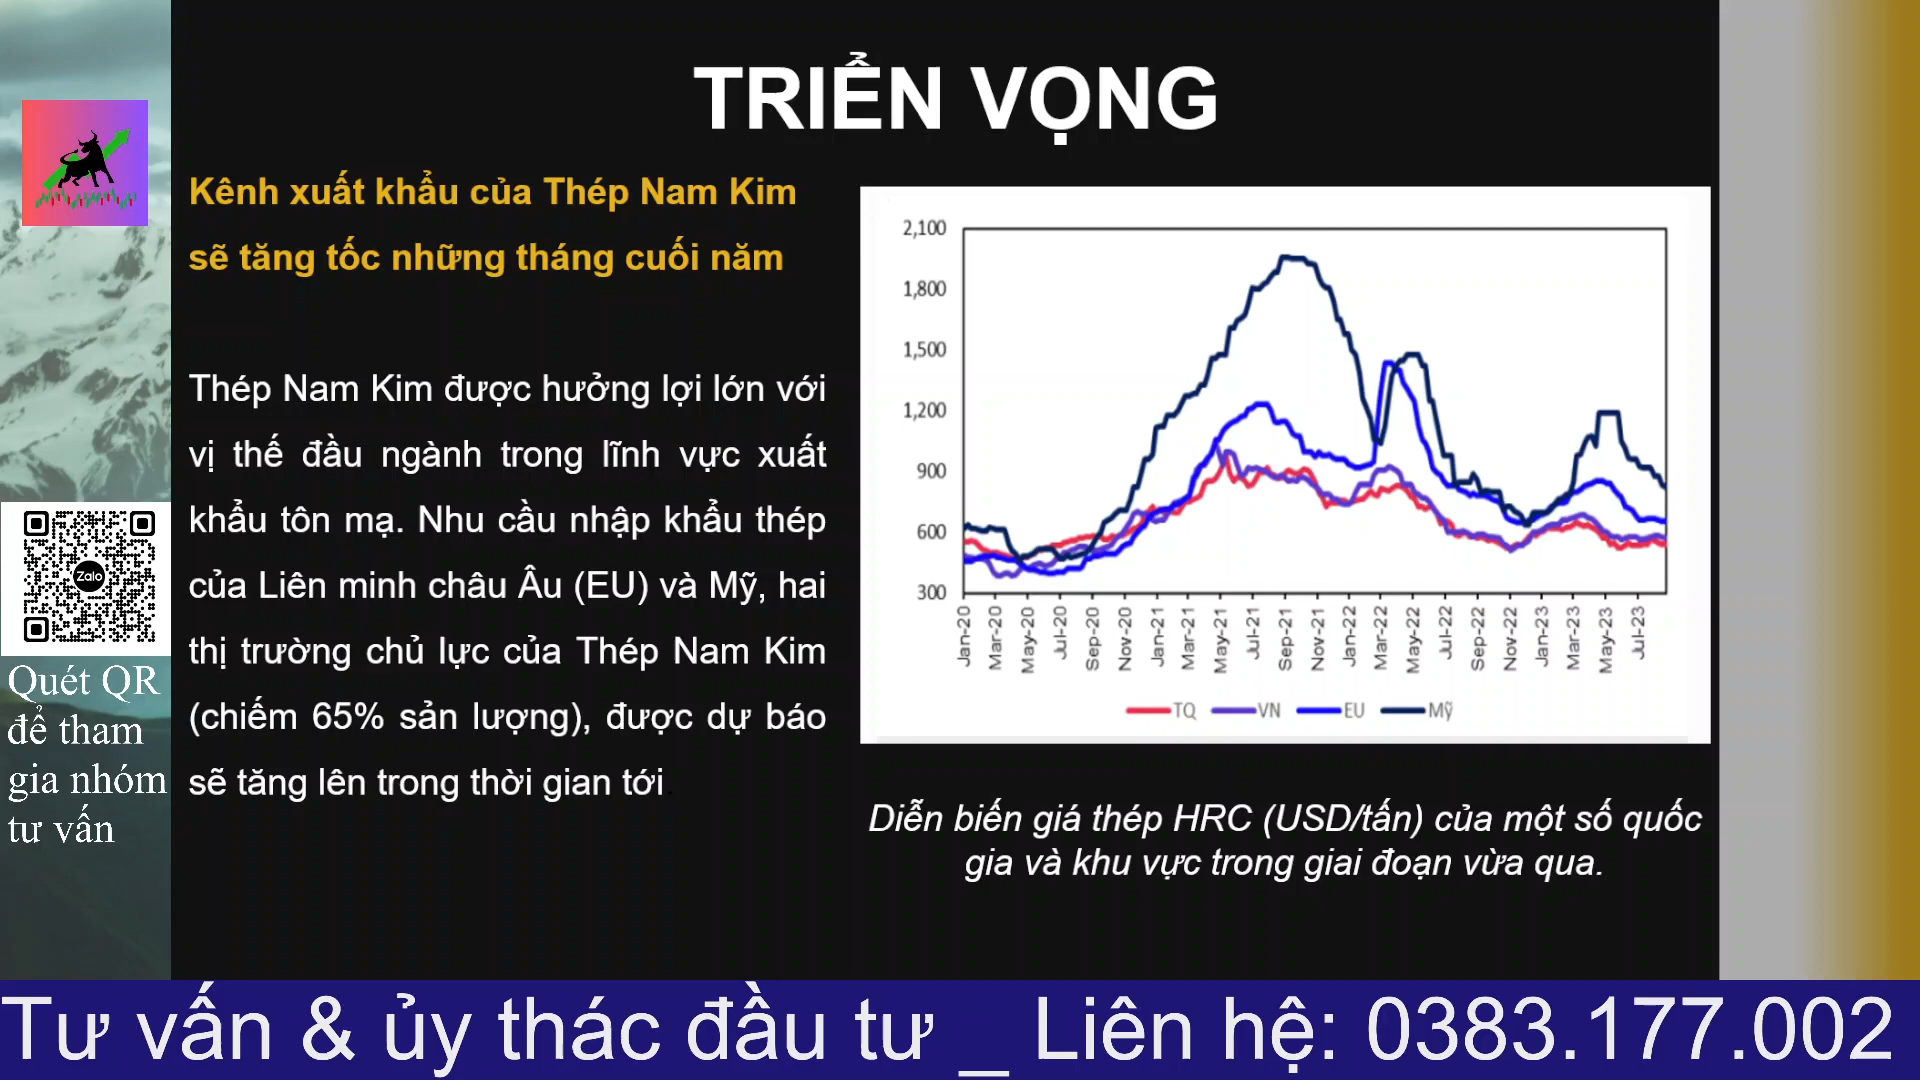 TRIỂN VỌNG
Kênh xuất khẩu của Thép Nam Kim
sẽ tăng tốc những tháng cuối năm
Thép Nam Kim được hưởng lợi lớn với
vị thế đầu ngành trong lĩnh vực xuất
khẩu tôn mạ. Nhu cầu nhập khẩu thép
của Liên minh châu Âu (EU) và Mỹ, hai
thị trường chủ lực của Thép Nam Kim
(chiếm 65% sản lượng), được dự báo
sẽ tăng lên trong thời gian tới
2,100
1,800
1,500
1,200
900
600
300
Jan-20
Mar-20
May-20
Jul-20
Sep-20
Nov-20
Jan-21
Mar-21
May-21
Jul-21
Sep-21
Nov-21
Jan-22
Mar-22
May-22
Jul-22
Sep-22
Nov-22
Jan-23
Mar-23
May-23
Jul-23
TQ VN EU Mỹ
Diễn biến giá thép HRC (USD/tấn) của một số quốc
gia và khu vực trong giai đoạn vừa qua.
Zalo
Quét QR
để tham
gia nhóm
tư vấn
Tư vấn & ủy thác đầu tư _ Liên hệ: 0383.177.002